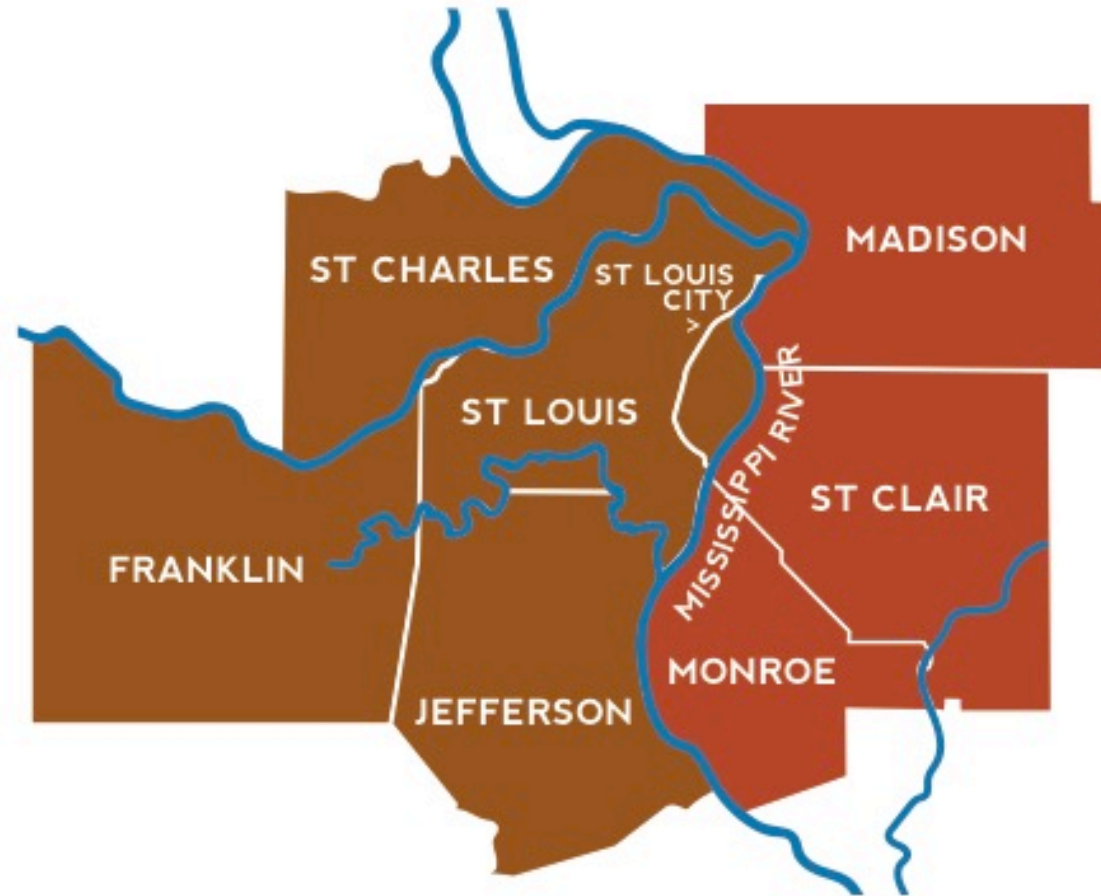 MADISON
ST CHARLES
ST LOUIS
CITY
>
MISSISSIPPI RIVER
ST LOUIS
ST CLAIR
FRANKLIN
MONROE
JEFFERSON